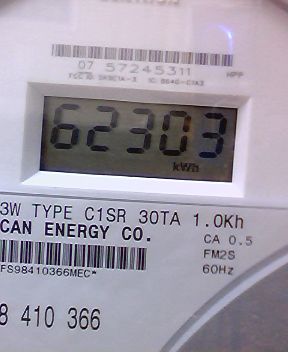 07 57245311 HPP
62303
kWh
3W TYPE C1SR 30TA 1.0Kh
CAN ENERGY CO.
CA 0.5
FM2S
60Hz
FS98410366MEC*
8 410 366